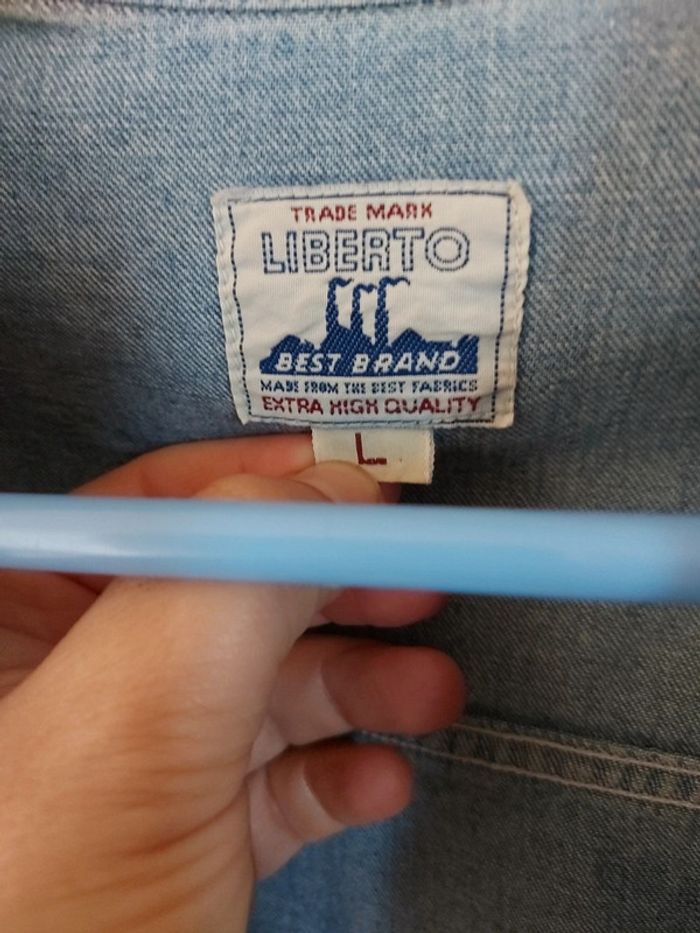 TRADE MARK
LIBERTO
BEST BRAND
MADE FROM THE BEST FABRICS
EXTRA HIGH QUALITY
L